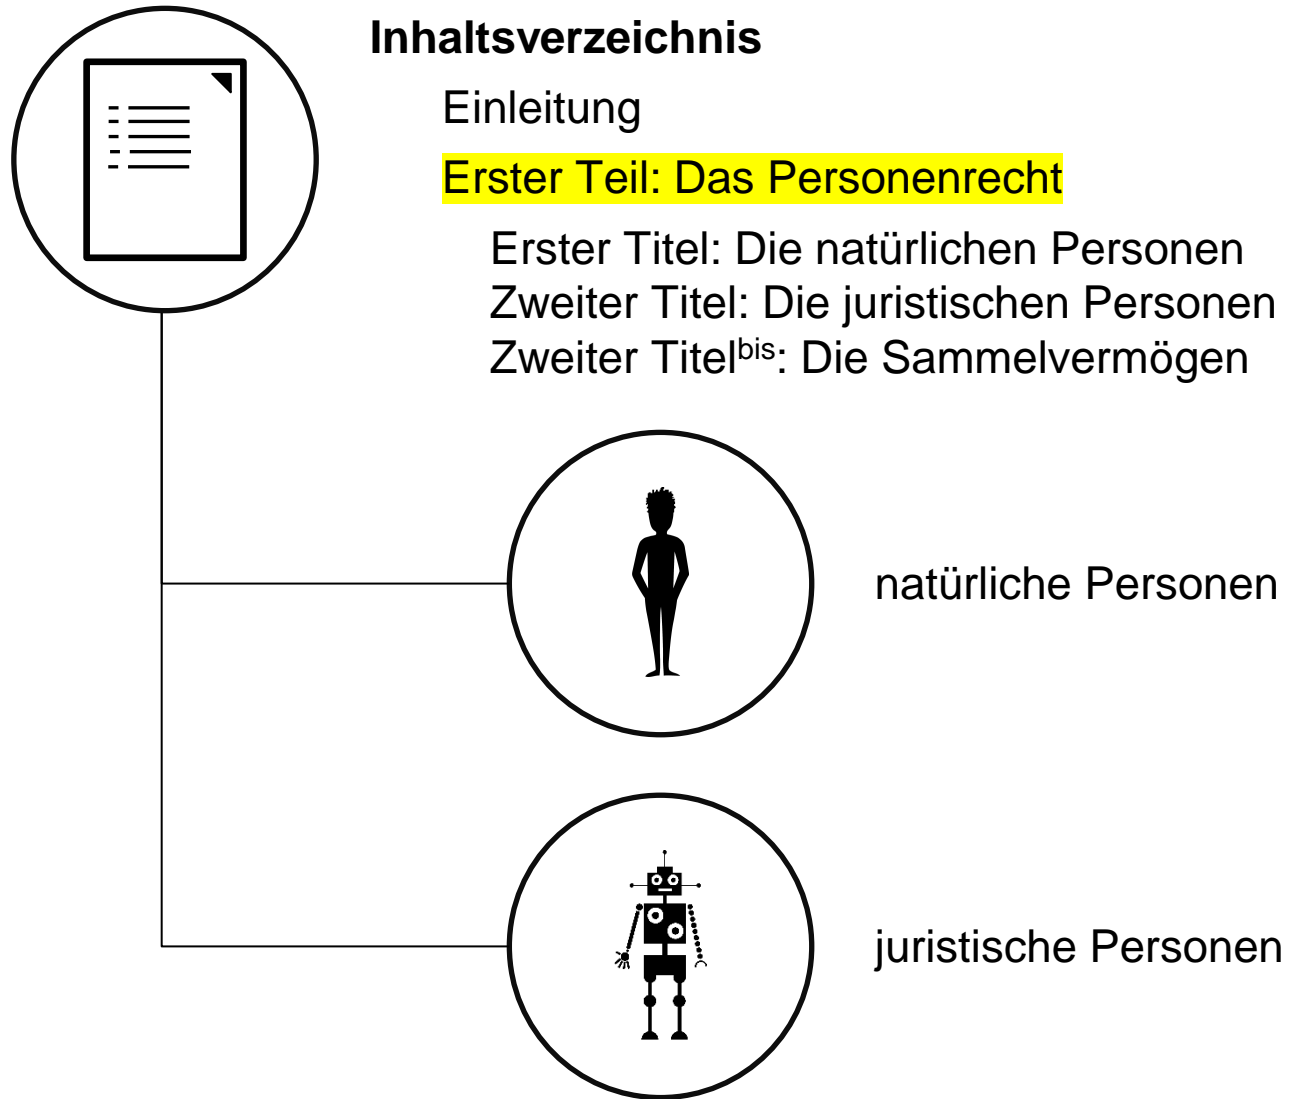 Inhaltsverzeichnis
Einleitung
Erster Teil: Das Personenrecht
Erster Titel: Die natürlichen Personen
Zweiter Titel: Die juristischen Personen
Zweiter Titelbis: Die Sammelvermögen
natürliche Personen
juristische Personen